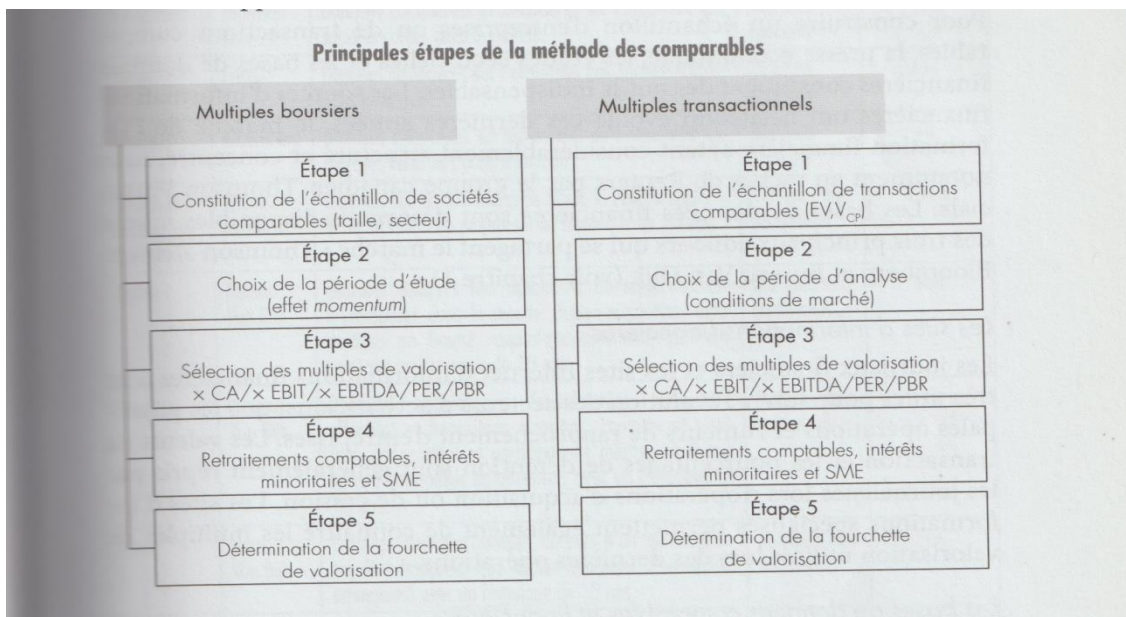 Principales étapes de la méthode des comparables
Multiples boursiers
Étape 1
Constitution de l'échantillon de sociétés
comparables (taille, secteur)
Étape 2
Choix de la période d'étude
(effet momentum)
Étape 3
Sélection des multiples de valorisation
× CA/× EBIT/× EBITDA/PER/PBR
Étape 4
Retraitements comptables, intérêts
minoritaires et SME
Étape 5
Détermination de la fourchette
de valorisation
Multiples transactionnels
Étape 1
Constitution de l'échantillon de transactions
comparables (EV,V_CP)
Étape 2
Choix de la période d'analyse
(conditions de marché)
Étape 3
Sélection des multiples de valorisation
× CA/× EBIT/× EBITDA/PER/PBR
Étape 4
Retraitements comptables, intérêts
minoritaires et SME
Étape 5
Détermination de la fourchette
de valorisation